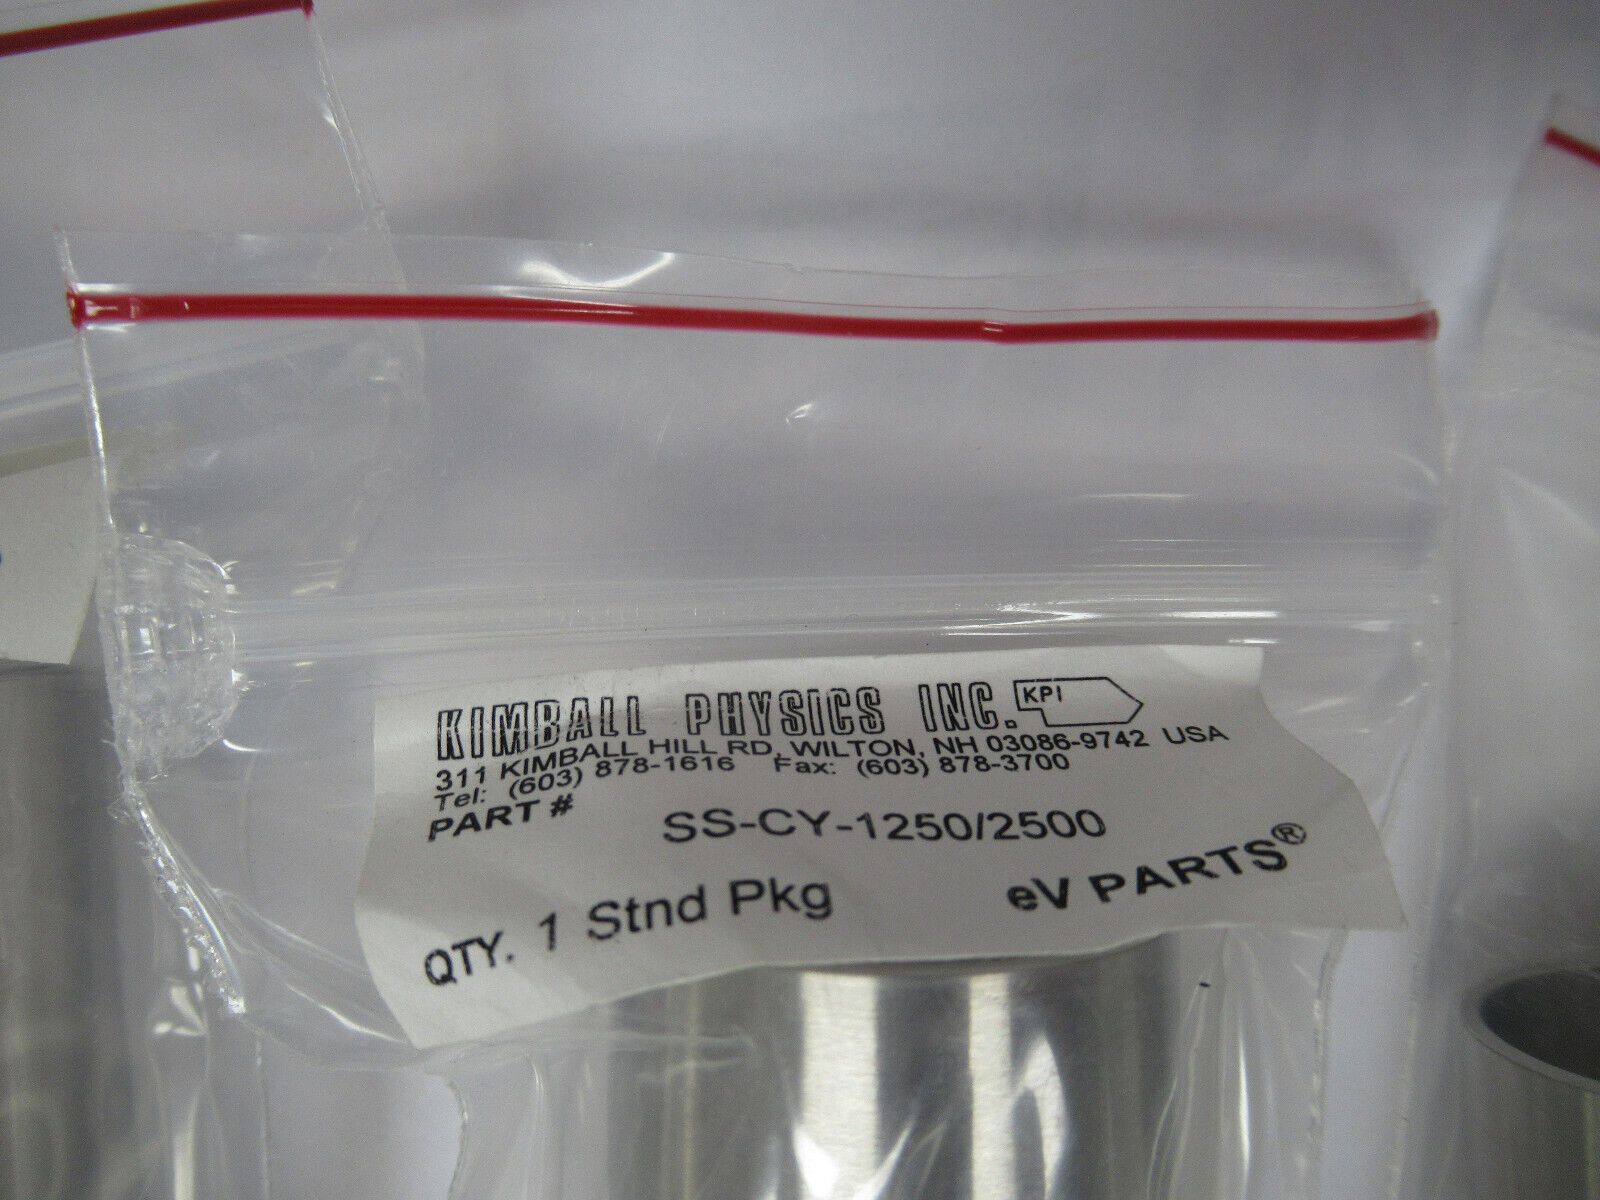 KIMBALL PHYSICS INC. KPI
311 KIMBALL HILL RD, WILTON, NH 03086-9742 USA
Tel: (603) 878-1616 Fax: (603) 878-3700
PART # SS-CY-1250/2500
QTY. 1 Stnd Pkg eV PARTS®